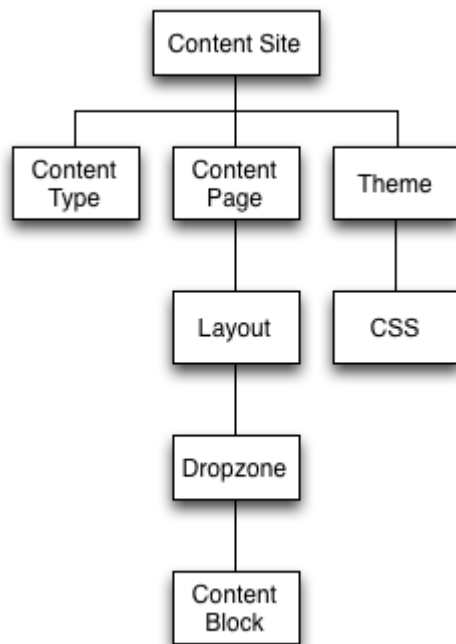 Content Site
Content
Type
Content
Page
Theme
Layout
CSS
Dropzone
Content
Block